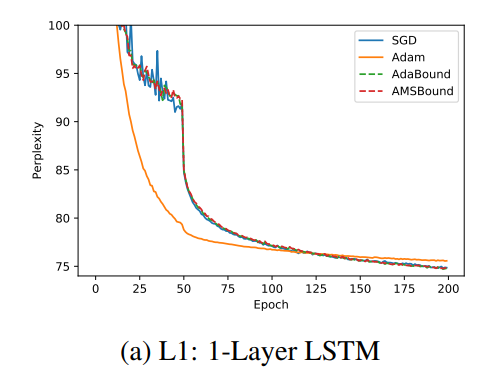 100
95
90
85
80
75
Perplexity
SGD
Adam
AdaBound
AMSBound
0 25 50 75 100 125 150 175 200
Epoch
(a) L1: 1-Layer LSTM